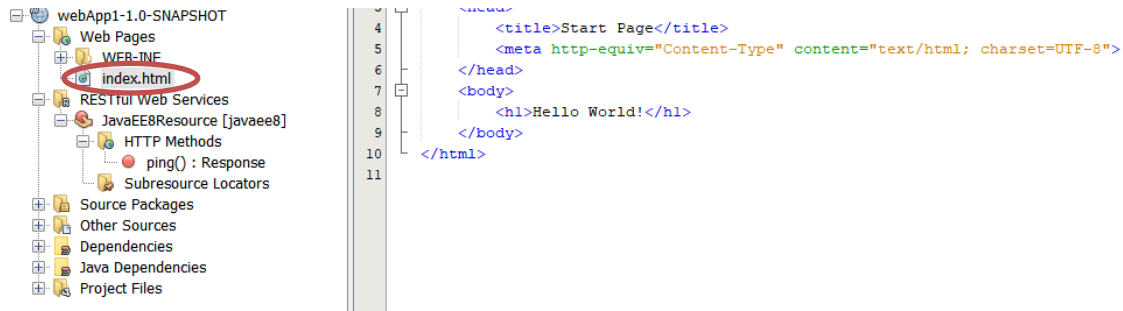 webApp1-1.0-SNAPSHOT
Web Pages
WEB-INF
index.html
RESTful Web Services
JavaEE8Resource [javaee8]
HTTP Methods
ping() : Response
Subresource Locators
Source Packages
Other Sources
Dependencies
Java Dependencies
Project Files
3 <head>
4 <title>Start Page</title>
5 <meta http-equiv="Content-Type" content="text/html; charset=UTF-8">
6 </head>
7 <body>
8 <h1>Hello World!</h1>
9 </body>
10 </html>
11